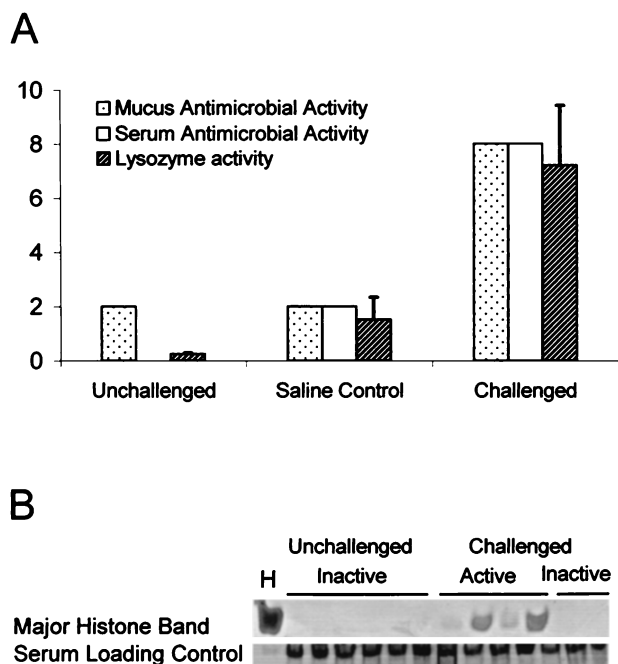 A
10
8
6
4
2
0
Mucus Antimicrobial Activity
Serum Antimicrobial Activity
Lysozyme activity
Unchallenged Saline Control Challenged
B
Unchallenged Challenged
H Inactive Active Inactive
Major Histone Band
Serum Loading Control